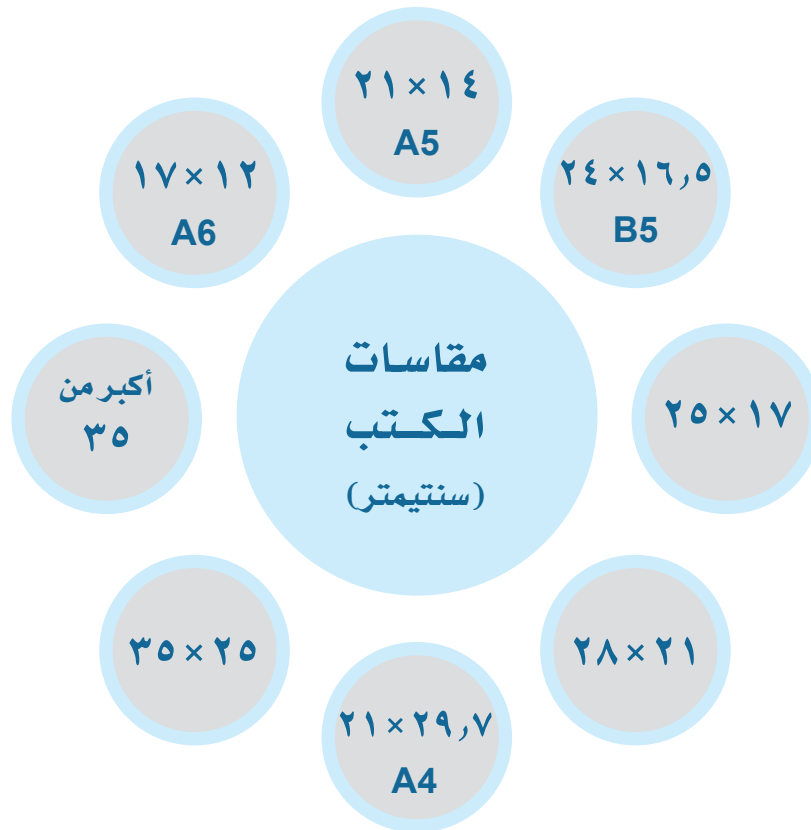 مقاسات
الكتب
(سنتيمتر)
١٤ × ٢١
A5
١٦,٥ × ٢٤
B5
١٧ × ٢٥
٢١ × ٢٨
٢٩,٧ × ٢١
A4
٢٥ × ٣٥
أكبر من
٣٥
١٢ × ١٧
A6